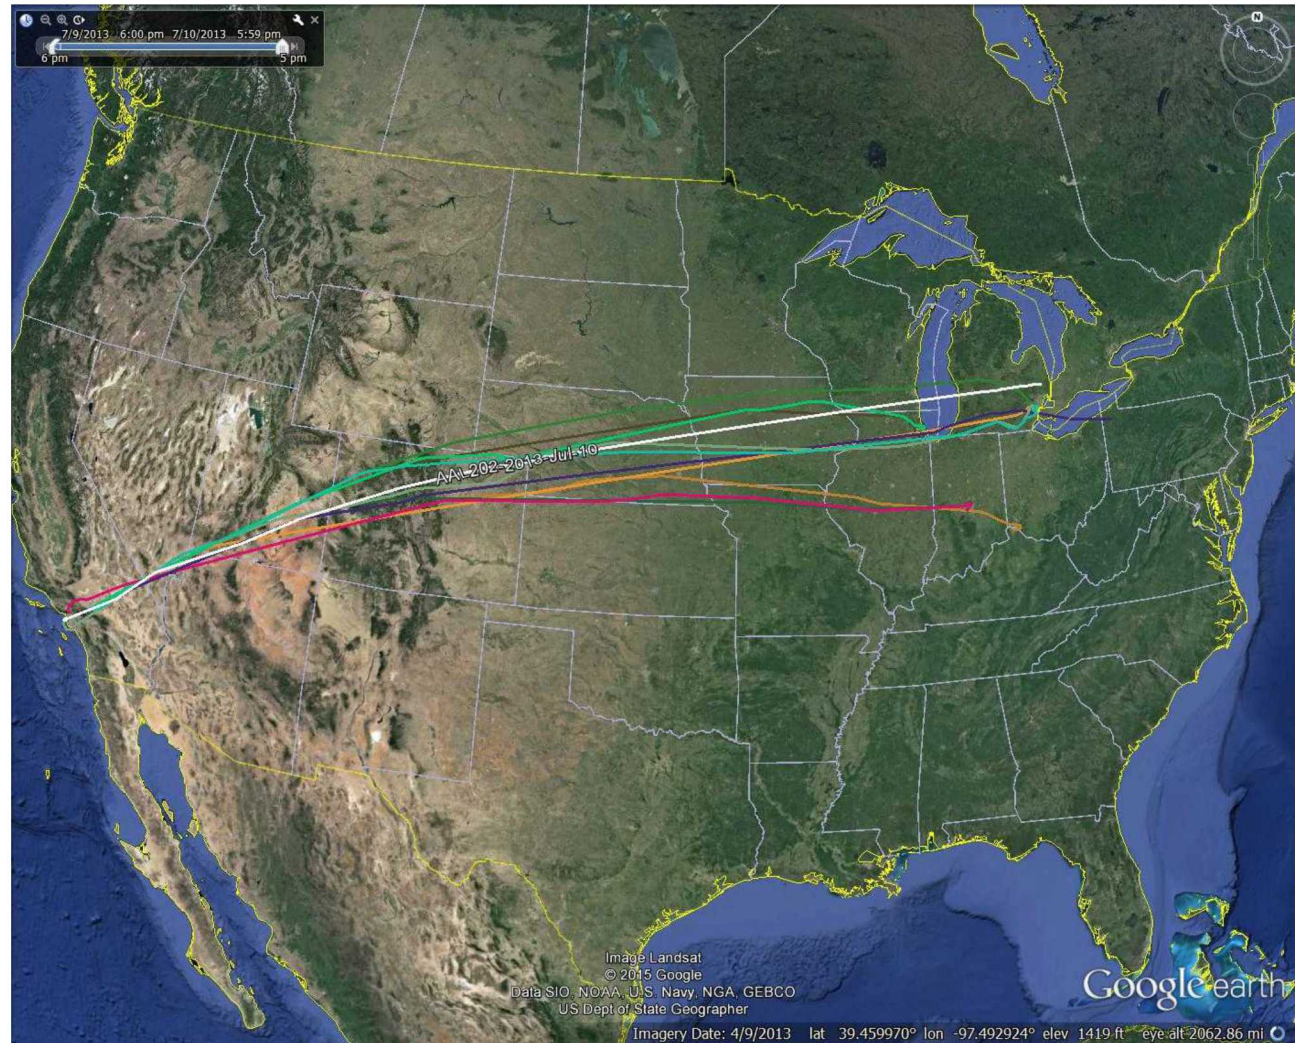 7/9/2013 6:00 pm 7/10/2013 5:59 pm
6 pm 5 pm
N
AAL202-2013-Jul-10
Image Landsat
© 2015 Google
Data SIO, NOAA, U.S. Navy, NGA, GEBCO
US Dept of State Geographer
Google earth
Imagery Date: 4/9/2013 lat 39.459970° lon -97.492924° elev 1419 ft eye alt 2062.86 mi